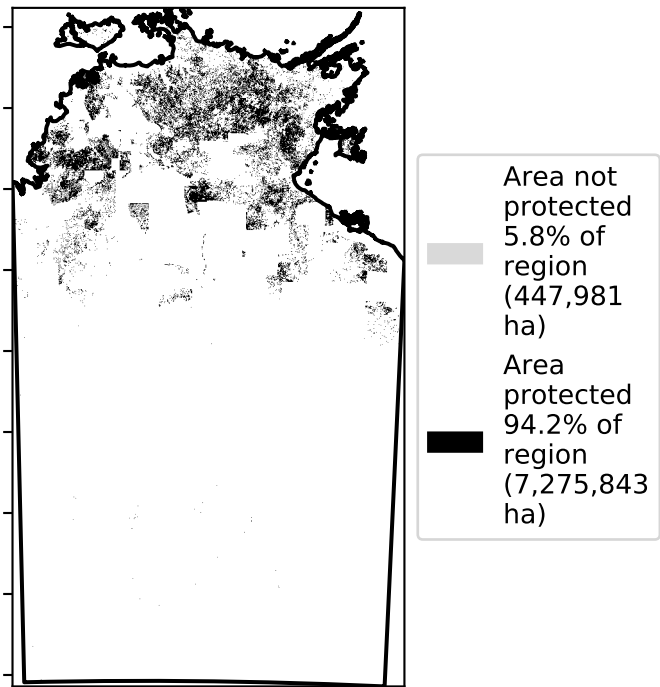 Area not
protected
5.8% of
region
(447,981
ha)
Area
protected
94.2% of
region
(7,275,843
ha)